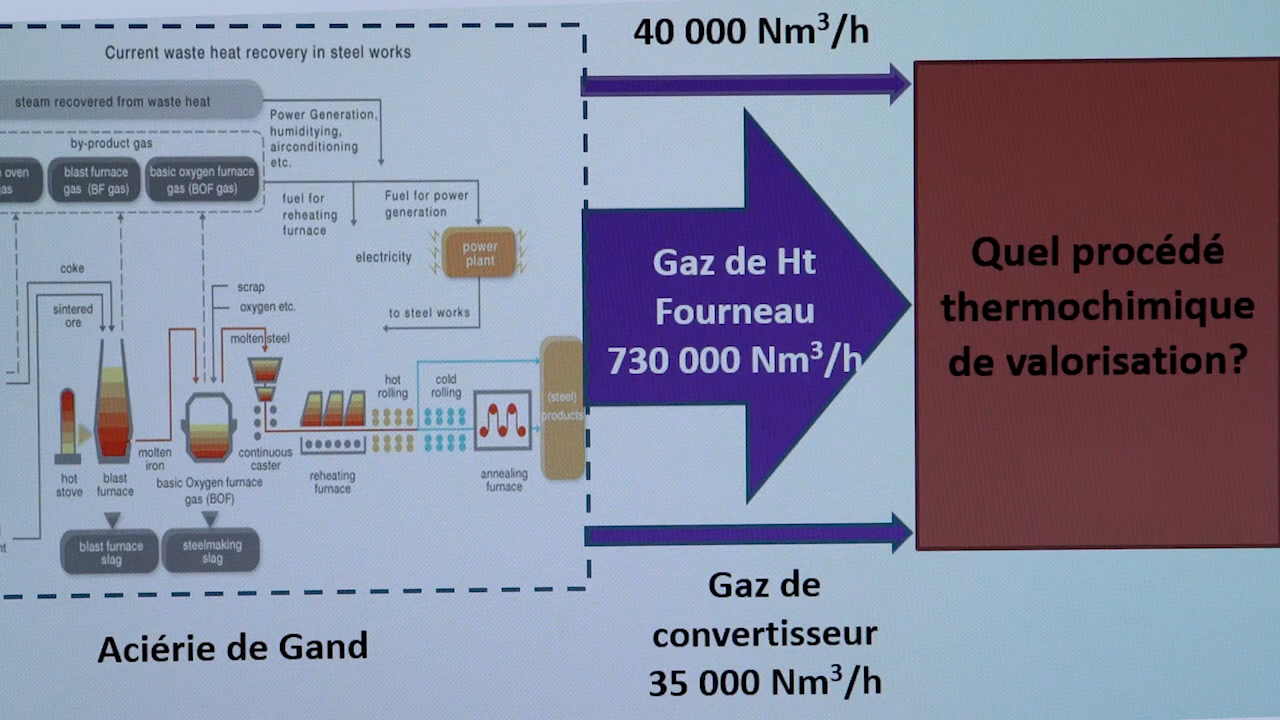 Current waste heat recovery in steel works
steam recovered from waste heat
Power Generation,
humiditying,
airconditioning
etc.
by-product gas
oven
gas
blast furnace
gas (BF gas)
basic oxygen furnace
gas (BOF gas)
fuel for
reheating
furnace
Fuel for power
generation
electricity
power
plant
to steel works
coke
sintered
ore
scrap
oxygen etc.
molten steel
hot
rolling
cold
rolling
(steel)
products
hot
stove
blast
furnace
molten
iron
basic Oxygen furnace
gas (BOF)
continuous
caster
reheating
furnace
annealing
furnace
blast furnace
slag
steelmaking
slag
Aciérie de Gand
40 000 Nm³/h
Gaz de Ht
Fourneau
730 000 Nm³/h
Gaz de
convertisseur
35 000 Nm³/h
Quel procédé
thermochimique
de valorisation?